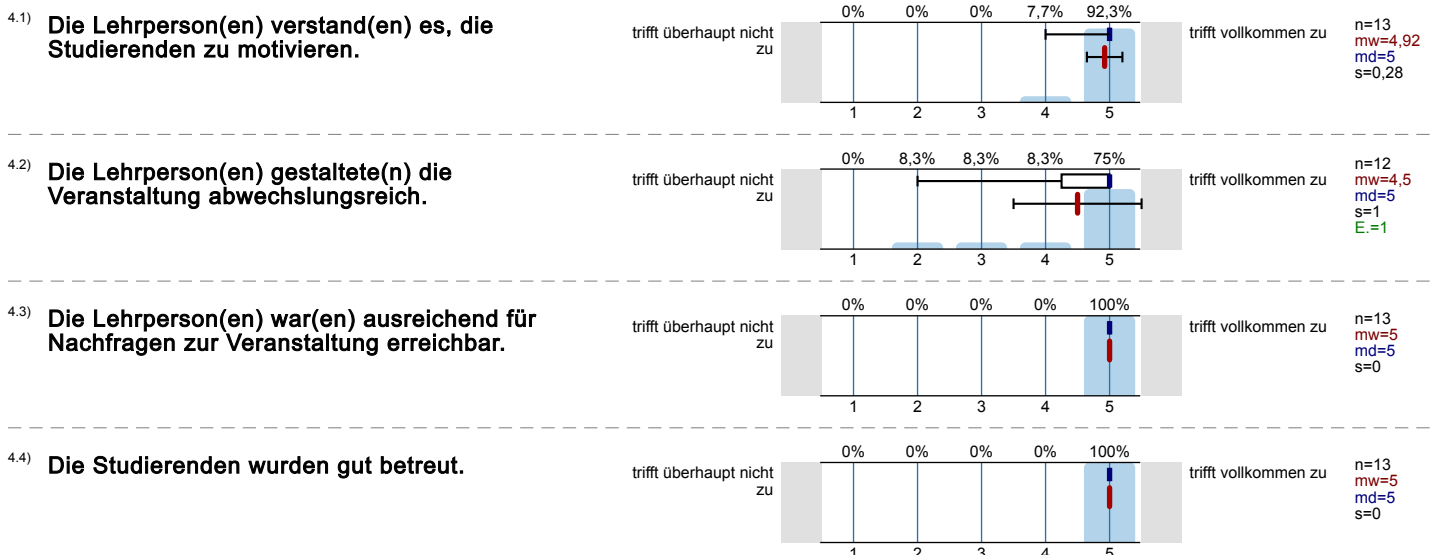 4.1) Die Lehrperson(en) verstand(en) es, die
Studierenden zu motivieren.
trifft überhaupt nicht
zu
0% 0% 0% 7,7% 92,3%
1 2 3 4 5
trifft vollkommen zu
n=13
mw=4,92
md=5
s=0,28
4.2) Die Lehrperson(en) gestaltete(n) die
Veranstaltung abwechslungsreich.
trifft überhaupt nicht
zu
0% 8,3% 8,3% 8,3% 75%
1 2 3 4 5
trifft vollkommen zu
n=12
mw=4,5
md=5
s=1
E.=1
4.3) Die Lehrperson(en) war(en) ausreichend für
Nachfragen zur Veranstaltung erreichbar.
trifft überhaupt nicht
zu
0% 0% 0% 0% 100%
1 2 3 4 5
trifft vollkommen zu
n=13
mw=5
md=5
s=0
4.4) Die Studierenden wurden gut betreut.
trifft überhaupt nicht
zu
0% 0% 0% 0% 100%
1 2 3 4 5
trifft vollkommen zu
n=13
mw=5
md=5
s=0